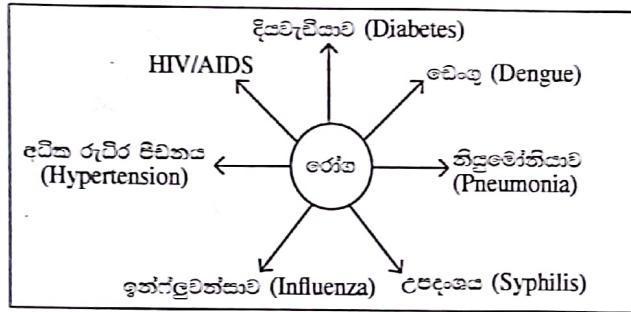 දියවැඩියාව (Diabetes)
HIV/AIDS
ඩෙංගු (Dengue)
අධික රුධිර පීඩනය
(Hypertension)
රෝග
නියුමෝනියාව
(Pneumonia)
ඉන්ෆ්ලුවන්සාව (Influenza)
උපදංශය (Syphilis)